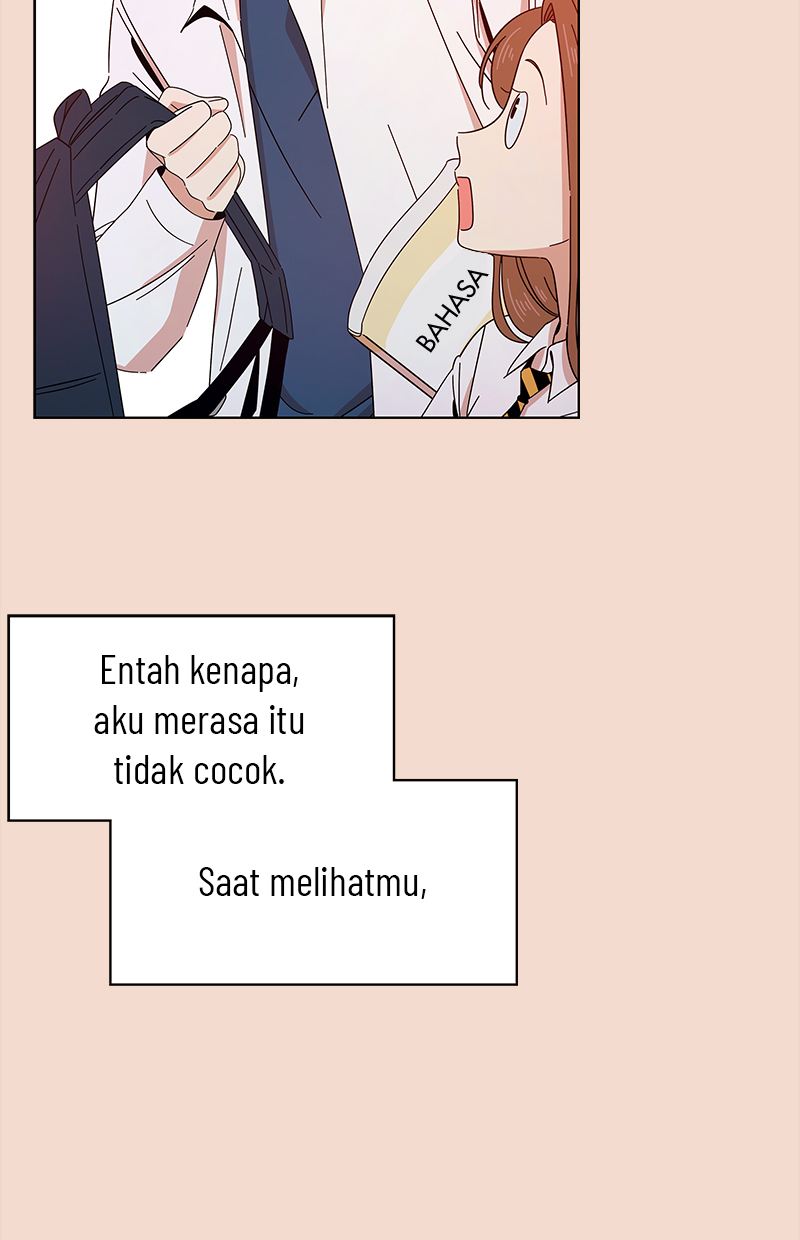 BAHASA
Entah kenapa,
aku merasa itu
tidak cocok.
Saat melihatmu,